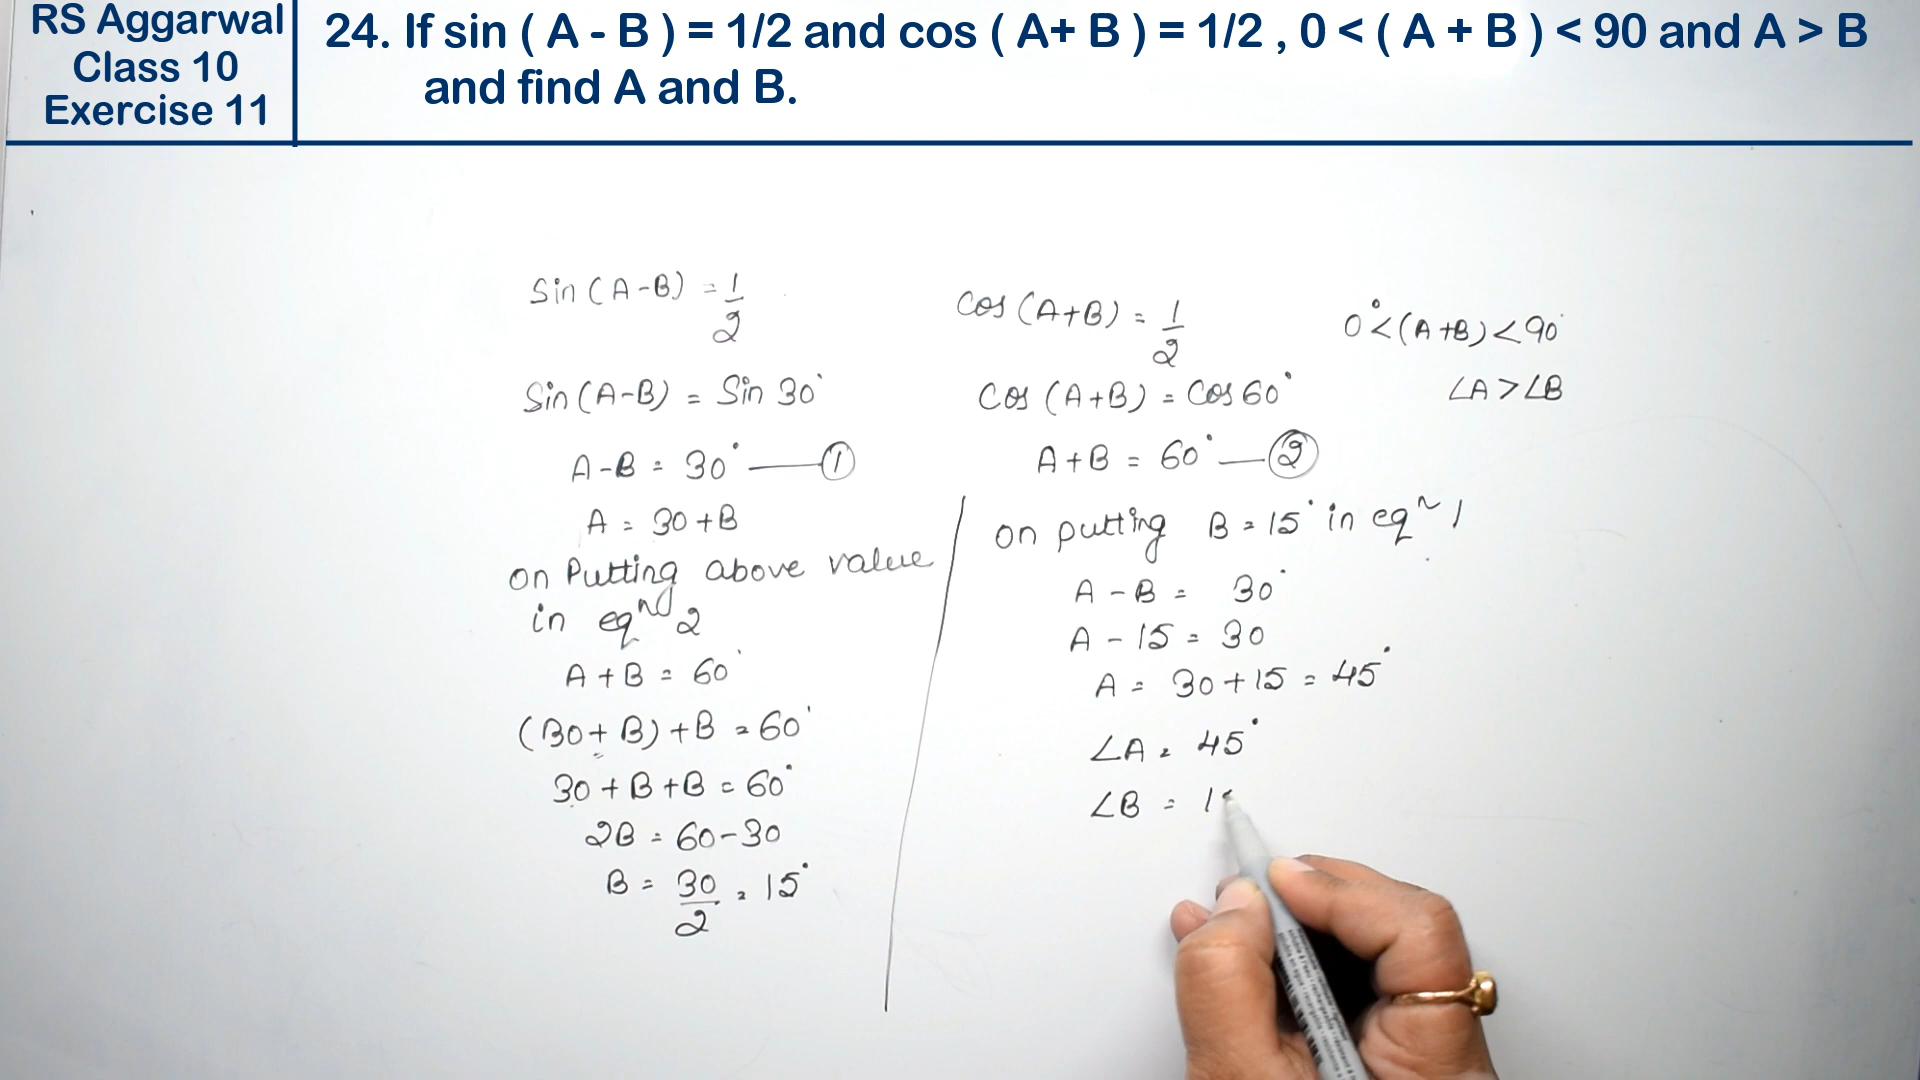 RS Aggarwal
Class 10
Exercise 11
24. If sin ( A - B ) = 1/2 and cos ( A+ B ) = 1/2 , 0 < ( A + B ) < 90 and A > B
and find A and B.
Sin (A-B) = 1/2
Sin (A-B) = Sin 30°
A-B = 30° —— ①
A = 30+B
on Putting above value
in eqⁿᵈ 2
A+B = 60°
(30+B)+B = 60°
30+B+B = 60°
2B = 60-30
B = 30/2 = 15°
Cos (A+B) = 1/2
Cos (A+B) = Cos 60°
A+B = 60° — ②
0°<(A+B)<90°
∠A>∠B
on putting B = 15° in eqⁿ 1
A - B = 30°
A - 15 = 30
A = 30+15 = 45°
∠A = 45°
∠B = 1